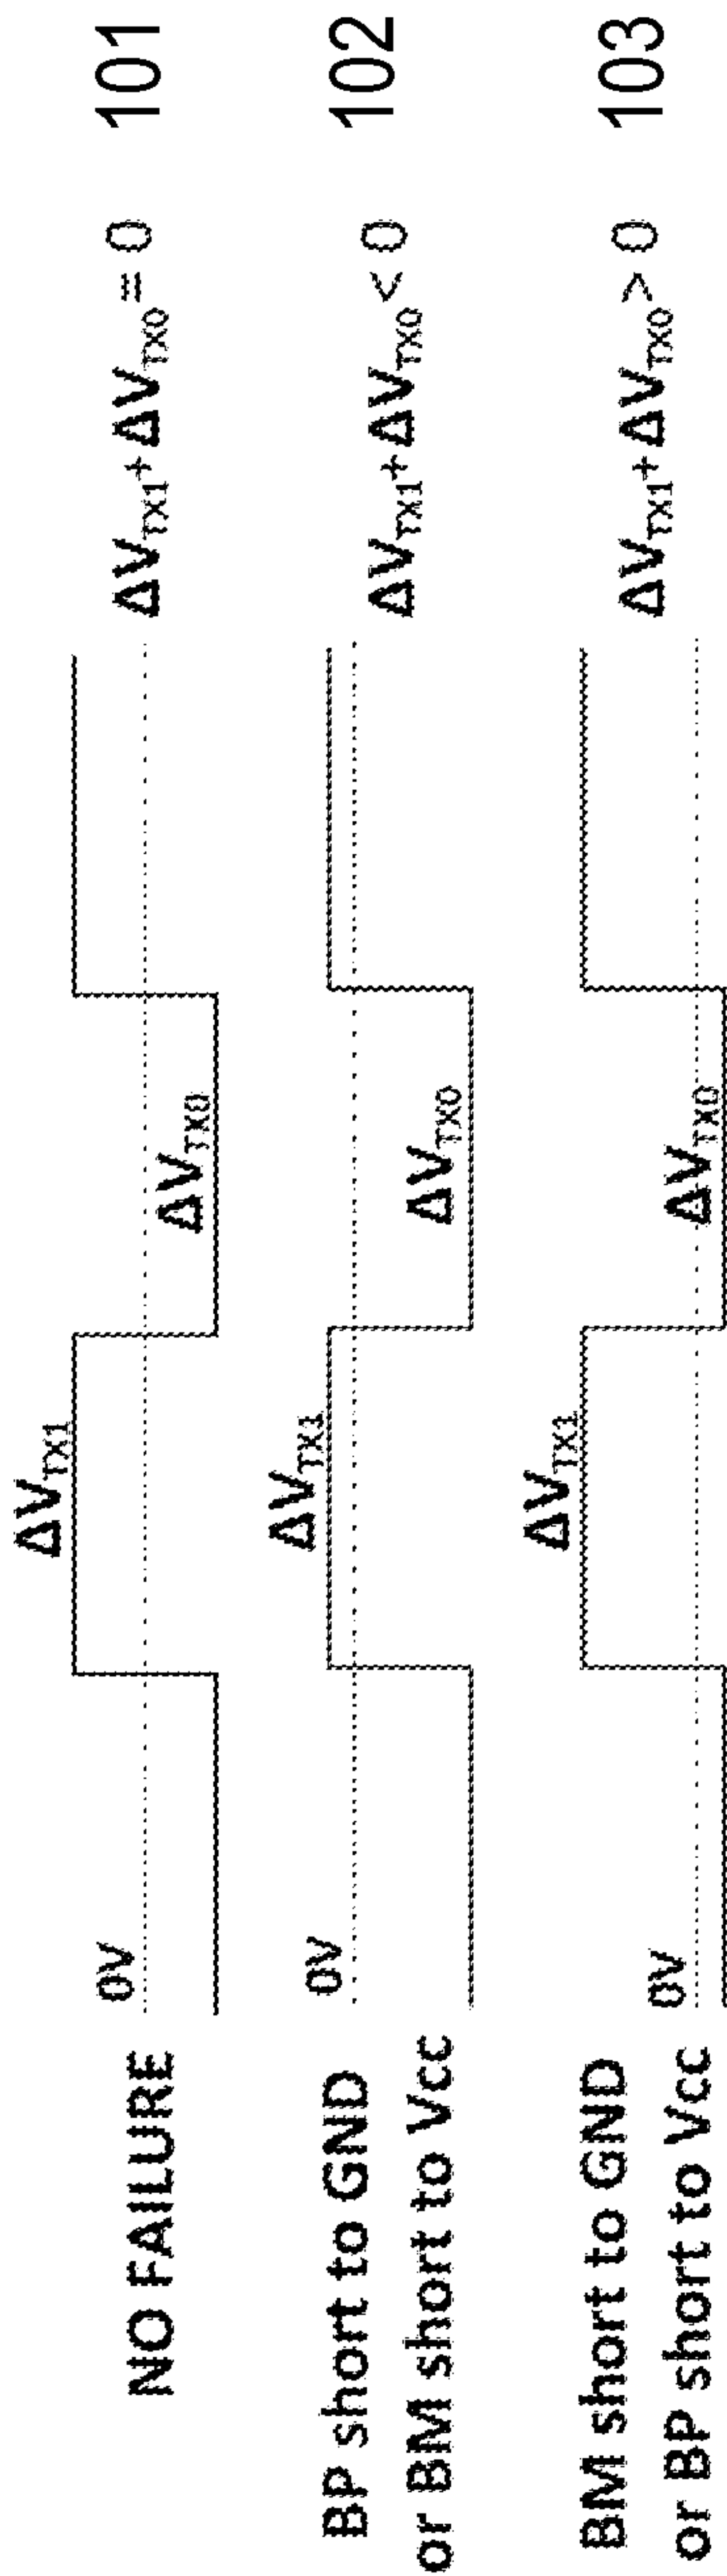 ΔV_TX1
NO FAILURE
0V
ΔV_TX0
ΔV_TX1+ΔV_TX0= 0
101
ΔV_TX1
BP short to GND
or BM short to Vcc
0V
ΔV_TX0
ΔV_TX1+ΔV_TX0< 0
102
ΔV_TX1
BM short to GND
or BP short to Vcc
0V
ΔV_TX0
ΔV_TX1+ΔV_TX0> 0
103